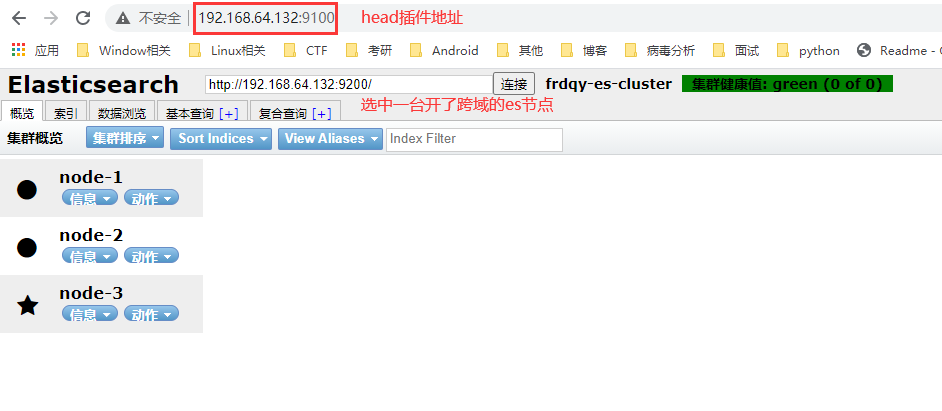 不安全 192.168.64.132:9100 head插件地址
应用 Window相关 Linux相关 CTF 考研 Android 其他 博客 病毒分析 面试 python Readme - C
Elasticsearch http://192.168.64.132:9200/ 连接 frdqy-es-cluster 集群健康值: green (0 of 0)
选中一台开了跨域的es节点
概览 索引 数据浏览 基本查询 [+] 复合查询 [+]
集群概览 集群排序 Sort Indices View Aliases Index Filter
node-1
信息 动作
node-2
信息 动作
node-3
信息 动作